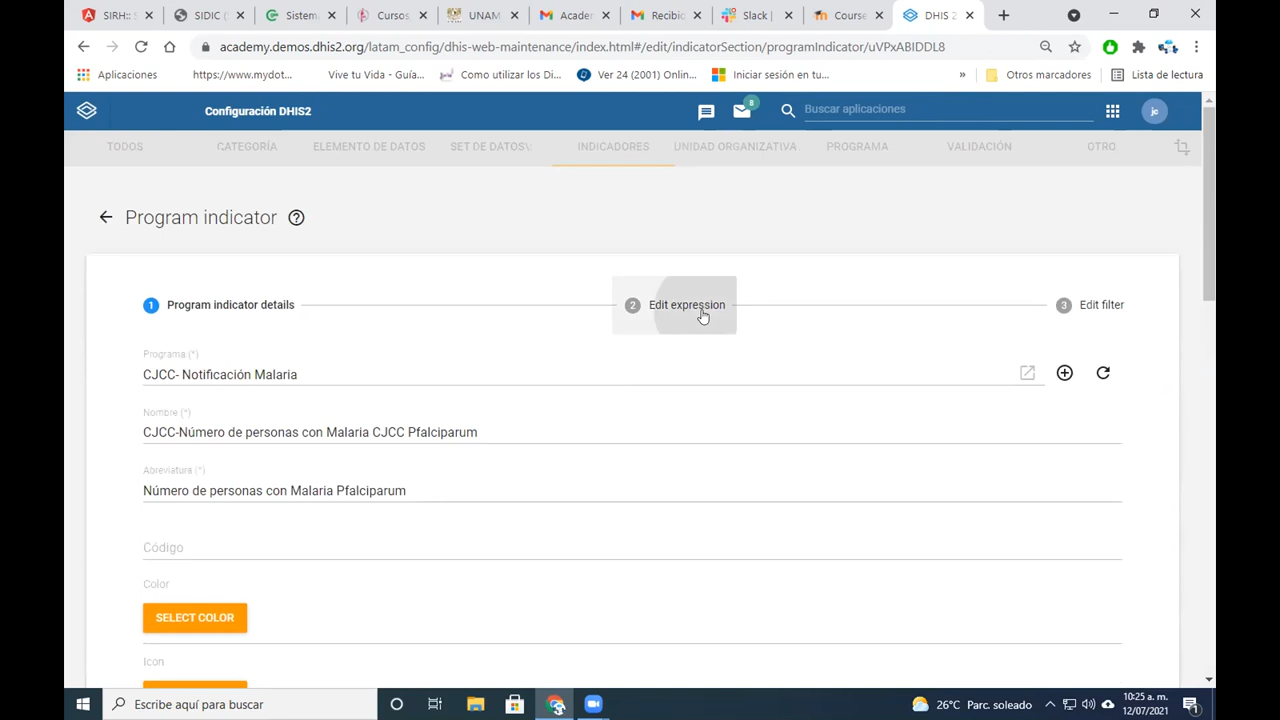 SIRH::
SIDIC (
Sistem
Cursos
UNAM
Acader
Recibio
Slack |
Course
DHIS 2
academy.demos.dhis2.org/latam_config/dhis-web-maintenance/index.html#/edit/indicatorSection/programIndicator/uVPxABIDDL8
Aplicaciones
https://www.mydot...
Vive tu Vida - Guía...
Como utilizar los Di...
Ver 24 (2001) Onlin...
Iniciar sesión en tu...
»
Otros marcadores
Lista de lectura
Configuración DHIS2
8
Buscar aplicaciones
jc
TODOS
CATEGORÍA
ELEMENTO DE DATOS
SET DE DATOS\:
INDICADORES
UNIDAD ORGANIZATIVA
PROGRAMA
VALIDACIÓN
OTRO
Program indicator
1 Program indicator details
2 Edit expression
3 Edit filter
Programa (*)
CJCC- Notificación Malaria
Nombre (*)
CJCC-Número de personas con Malaria CJCC Pfalciparum
Abreviatura (*)
Número de personas con Malaria Pfalciparum
Código
Color
SELECT COLOR
Icon
Escribe aquí para buscar
26°C Parc. soleado
10:25 a. m.
12/07/2021
1